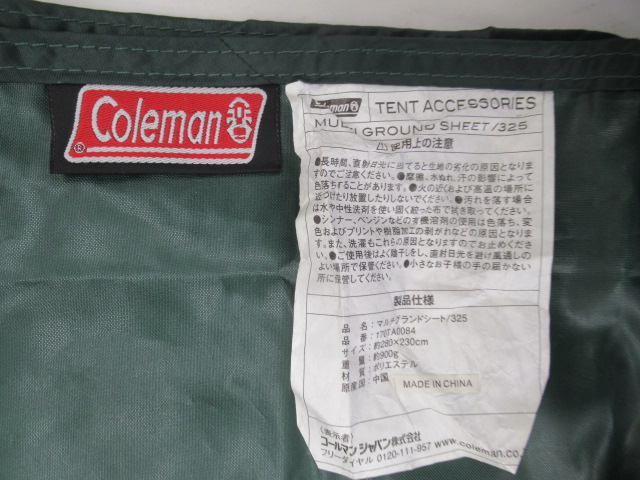 Coleman
®
Coleman TENT ACCESSORIES
MULTI GROUND SHEET/325
⚠使用上の注意
●長時間、直射日光に当てると生地の劣化の原因となりま
すのでご注意ください。●摩擦、水ぬれ、汗の影響によって
色落ちすることがあります。●火の近くおよび高温の場所に
近づけたり放置したりしないでください。●汚れを落す場合
は水や中性洗剤を使い固く絞った布で拭き取ってください。
●シンナー、ベンジンなどの有機溶剤の使用は色落ち、変
色およびプリントや樹脂加工の剥がれなどの原因となりま
す。また、洗濯もこれらの原因となりますのでお止めくださ
い。●ご使用後はよく陰干しをし、直射日光を避け風通しの
よい場所で保管ください。●小さなお子様の手の届かない
所に保管してください。
製品仕様
品名：マルチグランドシート/325
品番：170TA0084
サイズ：約280×230cm
重量：約900g
材質：ポリエステル
原産国：中国
MADE IN CHINA
〈表示者〉
コールマン ジャパン株式会社
フリーダイヤル 0120-111-957 www.coleman.co.